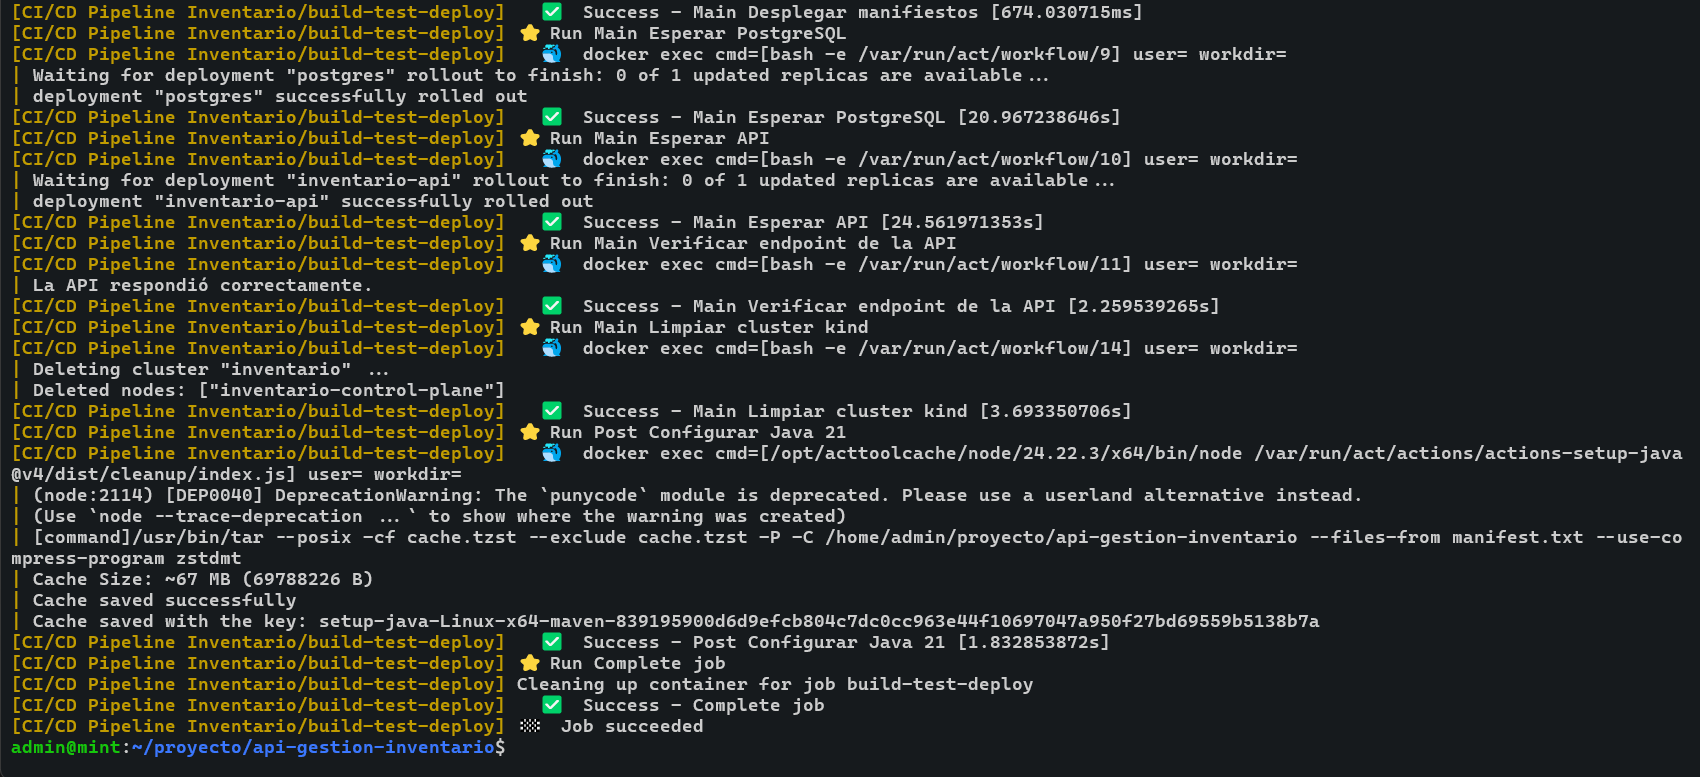 [CI/CD Pipeline Inventario/build-test-deploy]   ✅  Success - Main Desplegar manifiestos [674.030715ms]
[CI/CD Pipeline Inventario/build-test-deploy] ⭐ Run Main Esperar PostgreSQL
[CI/CD Pipeline Inventario/build-test-deploy]   🐳  docker exec cmd=[bash -e /var/run/act/workflow/9] user= workdir=
| Waiting for deployment "postgres" rollout to finish: 0 of 1 updated replicas are available...
| deployment "postgres" successfully rolled out
[CI/CD Pipeline Inventario/build-test-deploy]   ✅  Success - Main Esperar PostgreSQL [20.967238646s]
[CI/CD Pipeline Inventario/build-test-deploy] ⭐ Run Main Esperar API
[CI/CD Pipeline Inventario/build-test-deploy]   🐳  docker exec cmd=[bash -e /var/run/act/workflow/10] user= workdir=
| Waiting for deployment "inventario-api" rollout to finish: 0 of 1 updated replicas are available...
| deployment "inventario-api" successfully rolled out
[CI/CD Pipeline Inventario/build-test-deploy]   ✅  Success - Main Esperar API [24.561971353s]
[CI/CD Pipeline Inventario/build-test-deploy] ⭐ Run Main Verificar endpoint de la API
[CI/CD Pipeline Inventario/build-test-deploy]   🐳  docker exec cmd=[bash -e /var/run/act/workflow/11] user= workdir=
| La API respondió correctamente.
[CI/CD Pipeline Inventario/build-test-deploy]   ✅  Success - Main Verificar endpoint de la API [2.259539265s]
[CI/CD Pipeline Inventario/build-test-deploy] ⭐ Run Main Limpiar cluster kind
[CI/CD Pipeline Inventario/build-test-deploy]   🐳  docker exec cmd=[bash -e /var/run/act/workflow/14] user= workdir=
| Deleting cluster "inventario" ...
| Deleted nodes: ["inventario-control-plane"]
[CI/CD Pipeline Inventario/build-test-deploy]   ✅  Success - Main Limpiar cluster kind [3.693350706s]
[CI/CD Pipeline Inventario/build-test-deploy] ⭐ Run Post Configurar Java 21
[CI/CD Pipeline Inventario/build-test-deploy]   🐳  docker exec cmd=[/opt/acttoolcache/node/24.22.3/x64/bin/node /var/run/act/actions/actions-setup-java
@v4/dist/cleanup/index.js] user= workdir=
| (node:2114) [DEP0040] DeprecationWarning: The `punycode` module is deprecated. Please use a userland alternative instead.
| (Use `node --trace-deprecation ...` to show where the warning was created)
| [command]/usr/bin/tar --posix -cf cache.tzst --exclude cache.tzst -P -C /home/admin/proyecto/api-gestion-inventario --files-from manifest.txt --use-co
mpress-program zstdmt
| Cache Size: ~67 MB (69788226 B)
| Cache saved successfully
| Cache saved with the key: setup-java-Linux-x64-maven-839195900d6d9efcb804c7dc0cc963e44f10697047a950f27bd69559b5138b7a
[CI/CD Pipeline Inventario/build-test-deploy]   ✅  Success - Post Configurar Java 21 [1.832853872s]
[CI/CD Pipeline Inventario/build-test-deploy] ⭐ Run Complete job
[CI/CD Pipeline Inventario/build-test-deploy] Cleaning up container for job build-test-deploy
[CI/CD Pipeline Inventario/build-test-deploy]   ✅  Success - Complete job
[CI/CD Pipeline Inventario/build-test-deploy] 🏁  Job succeeded
admin@mint:~/proyecto/api-gestion-inventario$